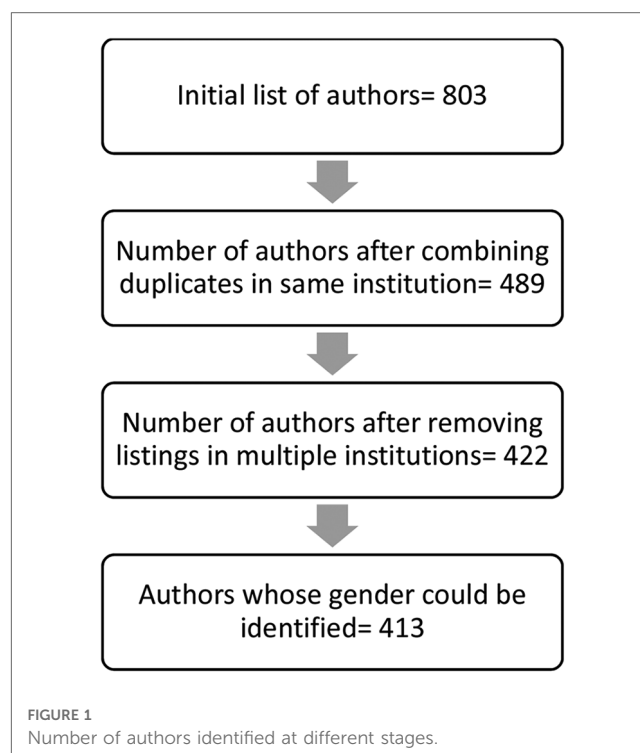 Initial list of authors= 803
Number of authors after combining
duplicates in same institution= 489
Number of authors after removing
listings in multiple institutions= 422
Authors whose gender could be
identified= 413
FIGURE 1
Number of authors identified at different stages.